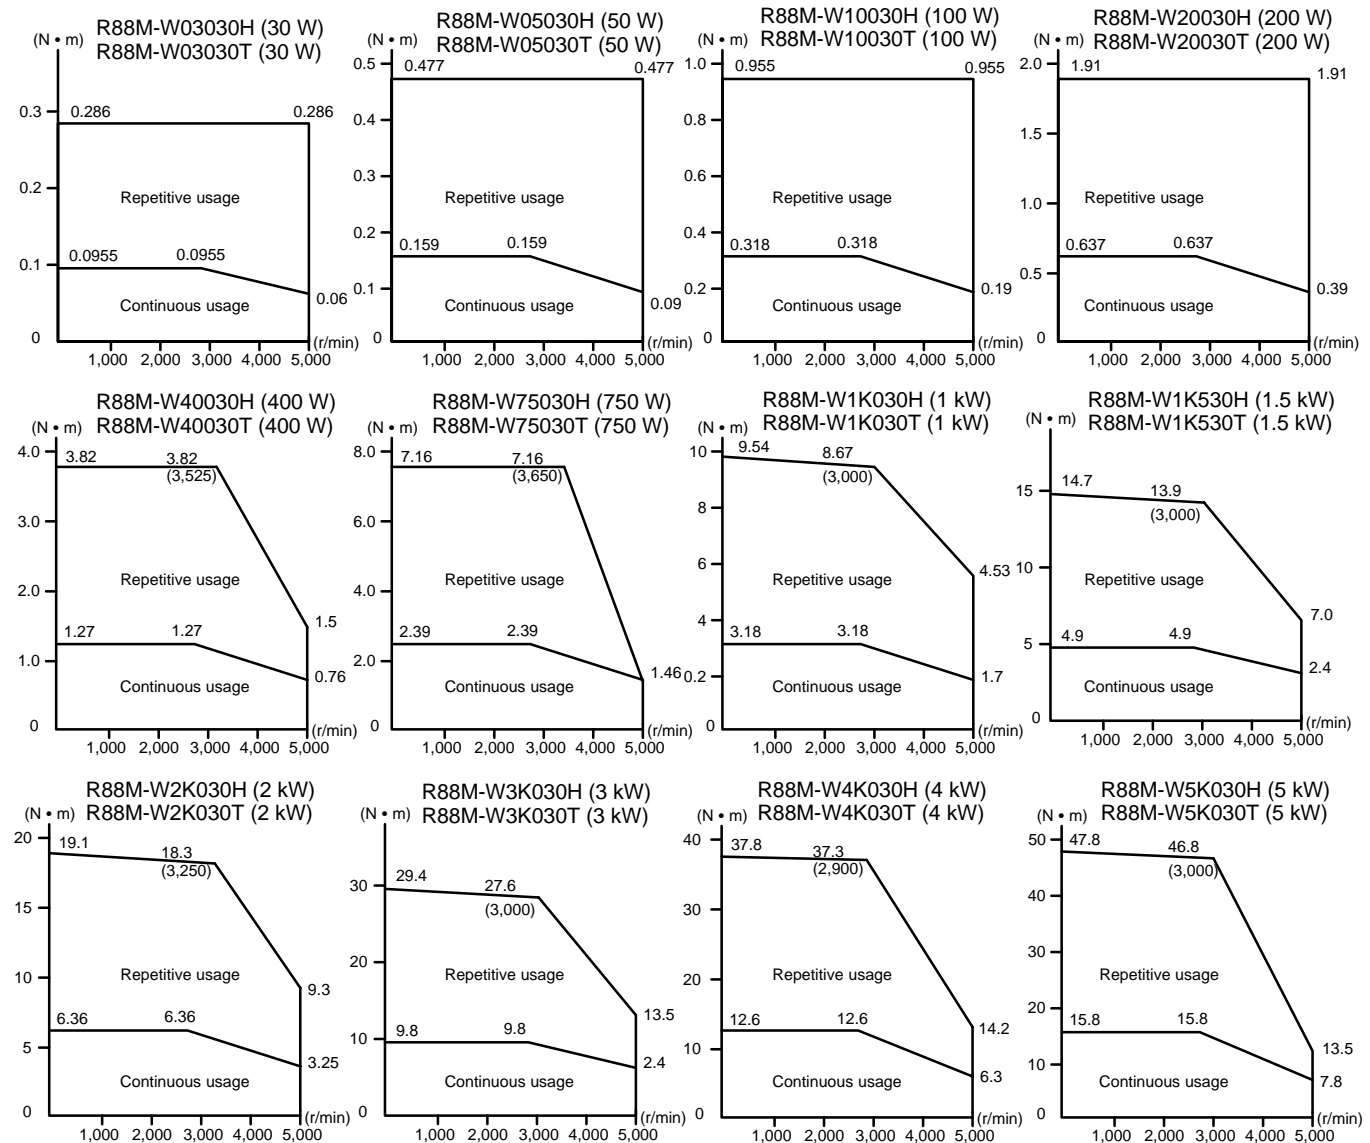 R88M-W03030H (30 W)
R88M-W03030T (30 W)
(N • m)
0.3
0.2
0.1
0
0.286
0.286
Repetitive usage
0.0955
0.0955
Continuous usage
0.06
1,000 2,000 3,000 4,000 5,000 (r/min)
R88M-W05030H (50 W)
R88M-W05030T (50 W)
(N • m)
0.5
0.4
0.3
0.2
0.1
0
0.477
0.477
Repetitive usage
0.159
0.159
Continuous usage
0.09
1,000 2,000 3,000 4,000 5,000 (r/min)
R88M-W10030H (100 W)
R88M-W10030T (100 W)
(N • m)
1.0
0.8
0.6
0.4
0.2
0
0.955
0.955
Repetitive usage
0.318
0.318
Continuous usage
0.19
1,000 2,000 3,000 4,000 5,000 (r/min)
R88M-W20030H (200 W)
R88M-W20030T (200 W)
(N • m)
2.0
1.5
1.0
0.5
0
1.91
1.91
Repetitive usage
0.637
0.637
Continuous usage
0.39
1,000 2,000 3,000 4,000 5,000 (r/min)
R88M-W40030H (400 W)
R88M-W40030T (400 W)
(N • m)
4.0
3.0
2.0
1.0
0
3.82
3.82
(3,525)
Repetitive usage
1.5
1.27
1.27
Continuous usage
0.76
1,000 2,000 3,000 4,000 5,000 (r/min)
R88M-W75030H (750 W)
R88M-W75030T (750 W)
(N • m)
8.0
6.0
4.0
2.0
0
7.16
7.16
(3,650)
Repetitive usage
2.39
2.39
1.46
Continuous usage
1,000 2,000 3,000 4,000 5,000 (r/min)
R88M-W1K030H (1 kW)
R88M-W1K030T (1 kW)
(N • m)
10
8
6
4
0.2
0
9.54
8.67
(3,000)
Repetitive usage
4.53
3.18
3.18
Continuous usage
1.7
1,000 2,000 3,000 4,000 5,000 (r/min)
R88M-W1K530H (1.5 kW)
R88M-W1K530T (1.5 kW)
(N • m)
15
10
5
0
14.7
13.9
(3,000)
Repetitive usage
7.0
4.9
4.9
Continuous usage
2.4
1,000 2,000 3,000 4,000 5,000 (r/min)
R88M-W2K030H (2 kW)
R88M-W2K030T (2 kW)
(N • m)
20
15
10
5
0
19.1
18.3
(3,250)
Repetitive usage
9.3
6.36
6.36
Continuous usage
3.25
1,000 2,000 3,000 4,000 5,000 (r/min)
R88M-W3K030H (3 kW)
R88M-W3K030T (3 kW)
(N • m)
30
20
10
0
29.4
27.6
(3,000)
Repetitive usage
13.5
9.8
9.8
Continuous usage
2.4
1,000 2,000 3,000 4,000 5,000 (r/min)
R88M-W4K030H (4 kW)
R88M-W4K030T (4 kW)
(N • m)
40
30
20
10
0
37.8
37.3
(2,900)
Repetitive usage
14.2
12.6
12.6
Continuous usage
6.3
1,000 2,000 3,000 4,000 5,000 (r/min)
R88M-W5K030H (5 kW)
R88M-W5K030T (5 kW)
(N • m)
50
40
30
20
10
0
47.8
46.8
(3,000)
Repetitive usage
13.5
15.8
15.8
Continuous usage
7.8
1,000 2,000 3,000 4,000 5,000 (r/min)